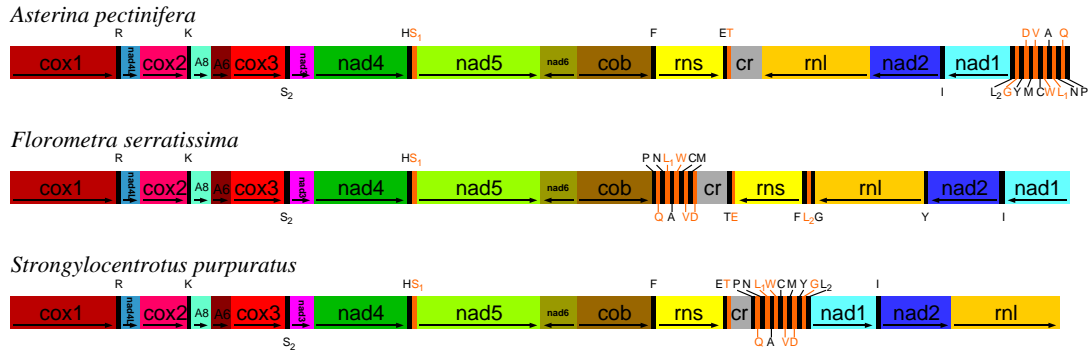 Asterina pectinifera
R K H S1 F E T D V A Q
cox1 nad4l cox2 A8 A6 cox3 nad3 nad4 nad5 nad6 cob rns cr rnl nad2 nad1
S2 I L2 G Y M C W L1 N P
Florometra serratissima
R K H S1 P N L1 W C M
cox1 nad4l cox2 A8 A6 cox3 nad3 nad4 nad5 nad6 cob cr rns rnl nad2 nad1
S2 Q A V D T E F L2 G Y I
Strongylocentrotus purpuratus
R K H S1 F E T P N L1 W C M Y G L2 I
cox1 nad4l cox2 A8 A6 cox3 nad3 nad4 nad5 nad6 cob rns cr nad1 nad2 rnl
S2 Q A V D